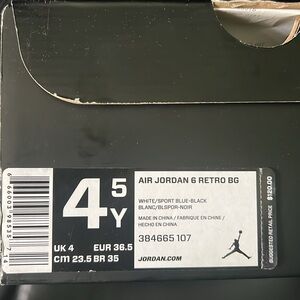 4 5 Y
UK 4 EUR 36.5
cm 23.5 BR 35
AIR JORDAN 6 RETRO BG
WHITE/SPORT BLUE-BLACK
BLANC/BLSPOR-NOIR
MADE IN CHINA / FABRIQUE EN CHINE /
HECHO EN CHINA
384665 107
JORDAN.COM
SUGGESTED RETAIL PRICE $120.00